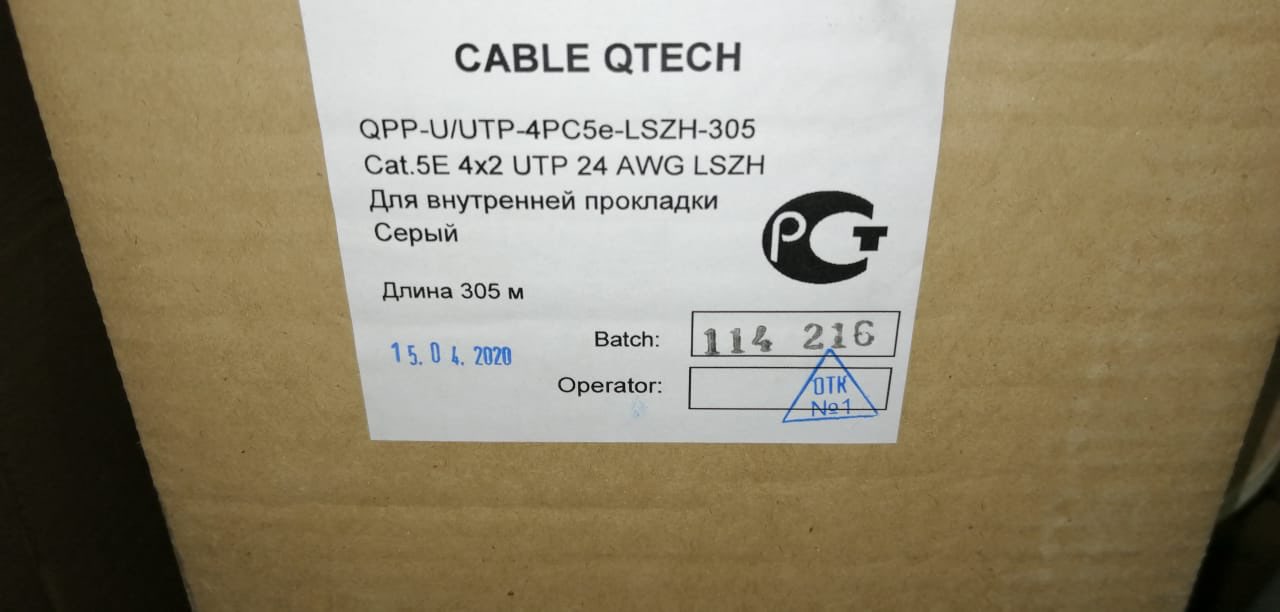 CABLE QTECH
QPP-U/UTP-4PC5e-LSZH-305
Cat.5E 4x2 UTP 24 AWG LSZH
Для внутренней прокладки
Серый
РСТ
Длина 305 м
Batch: 114 216
15.04.2020
Operator:
ОТК
№1